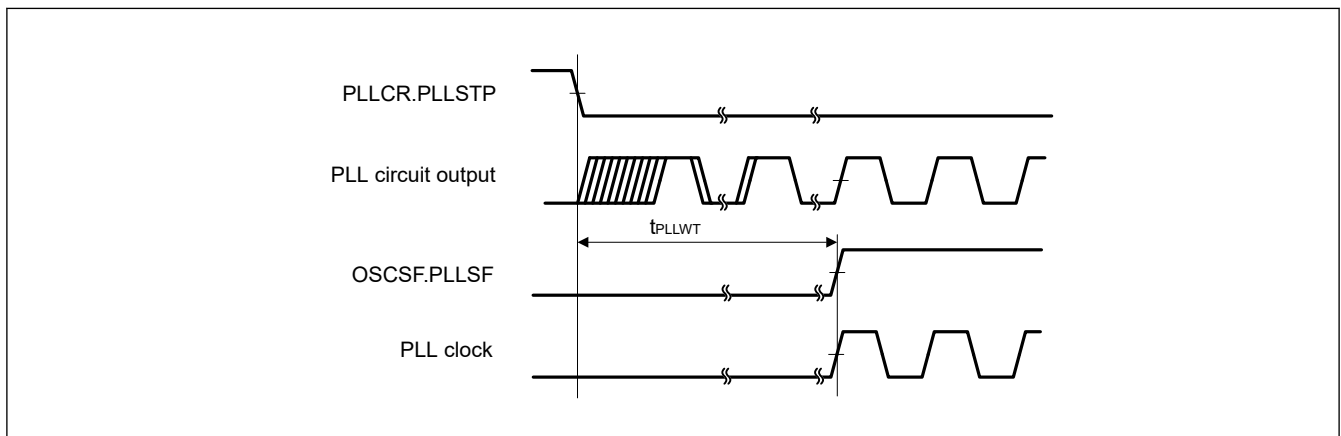 PLLCR.PLLSTP
PLL circuit output
tPLLWT
OSCSF.PLLSF
PLL clock